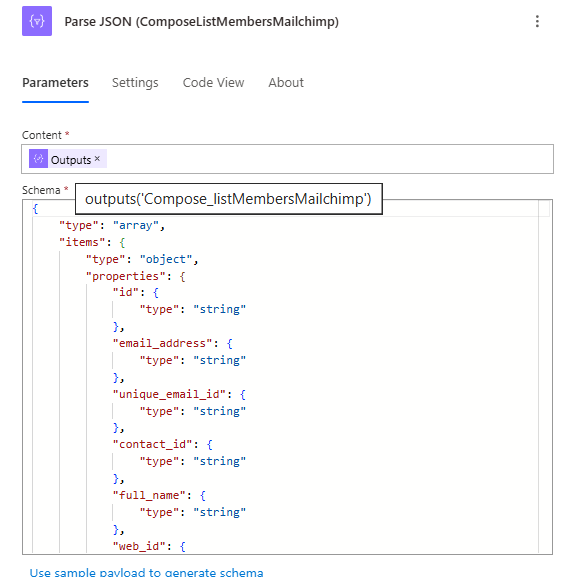 {v} Parse JSON (ComposeListMembersMailchimp)
Parameters Settings Code View About
Content *
Outputs ×
Schema *
outputs('Compose_listMembersMailchimp')
{
"type": "array",
"items": {
"type": "object",
"properties": {
"id": {
"type": "string"
},
"email_address": {
"type": "string"
},
"unique_email_id": {
"type": "string"
},
"contact_id": {
"type": "string"
},
"full_name": {
"type": "string"
},
"web_id": {
Use sample payload to generate schema